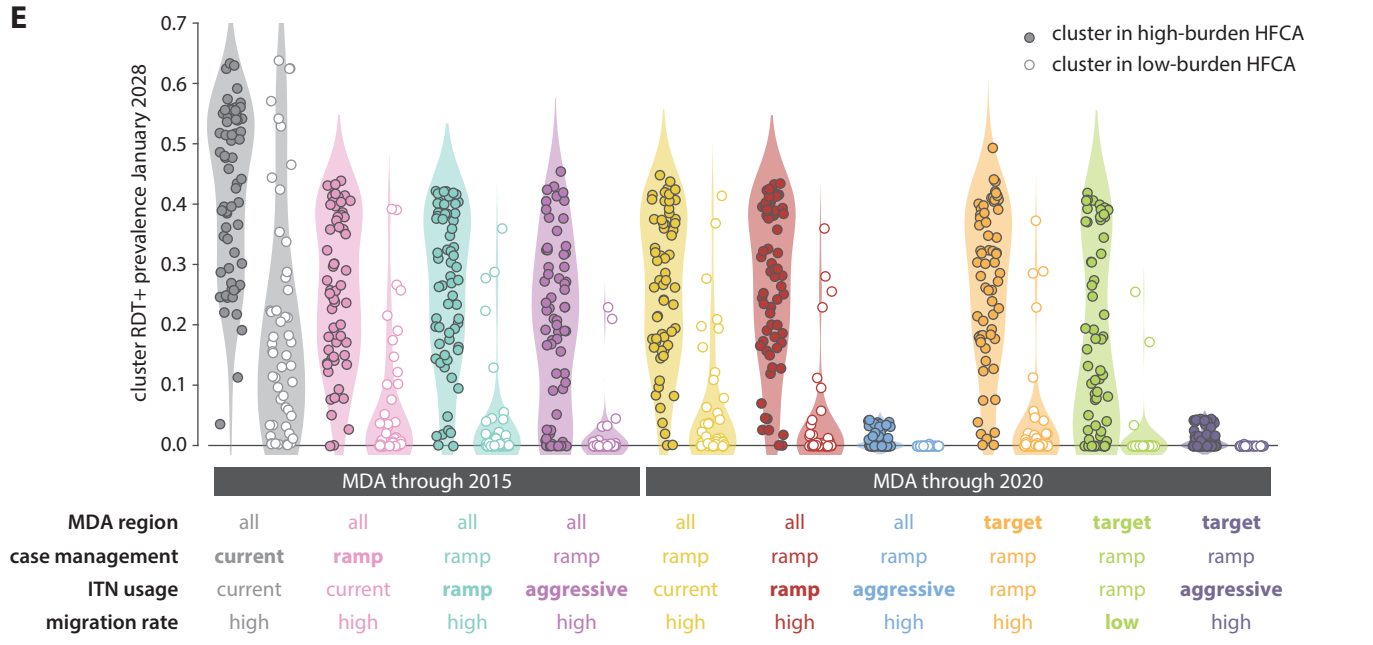 E
cluster in high-burden HFCA
cluster in low-burden HFCA
cluster RDT+ prevalence January 2028
0.7
0.6
0.5
0.4
0.3
0.2
0.1
0.0
MDA through 2015 MDA through 2020
MDA region all all all all all all all target target target
case management current ramp ramp ramp ramp ramp ramp ramp ramp ramp
ITN usage current current ramp aggressive current ramp aggressive ramp ramp aggressive
migration rate high high high high high high high high low high